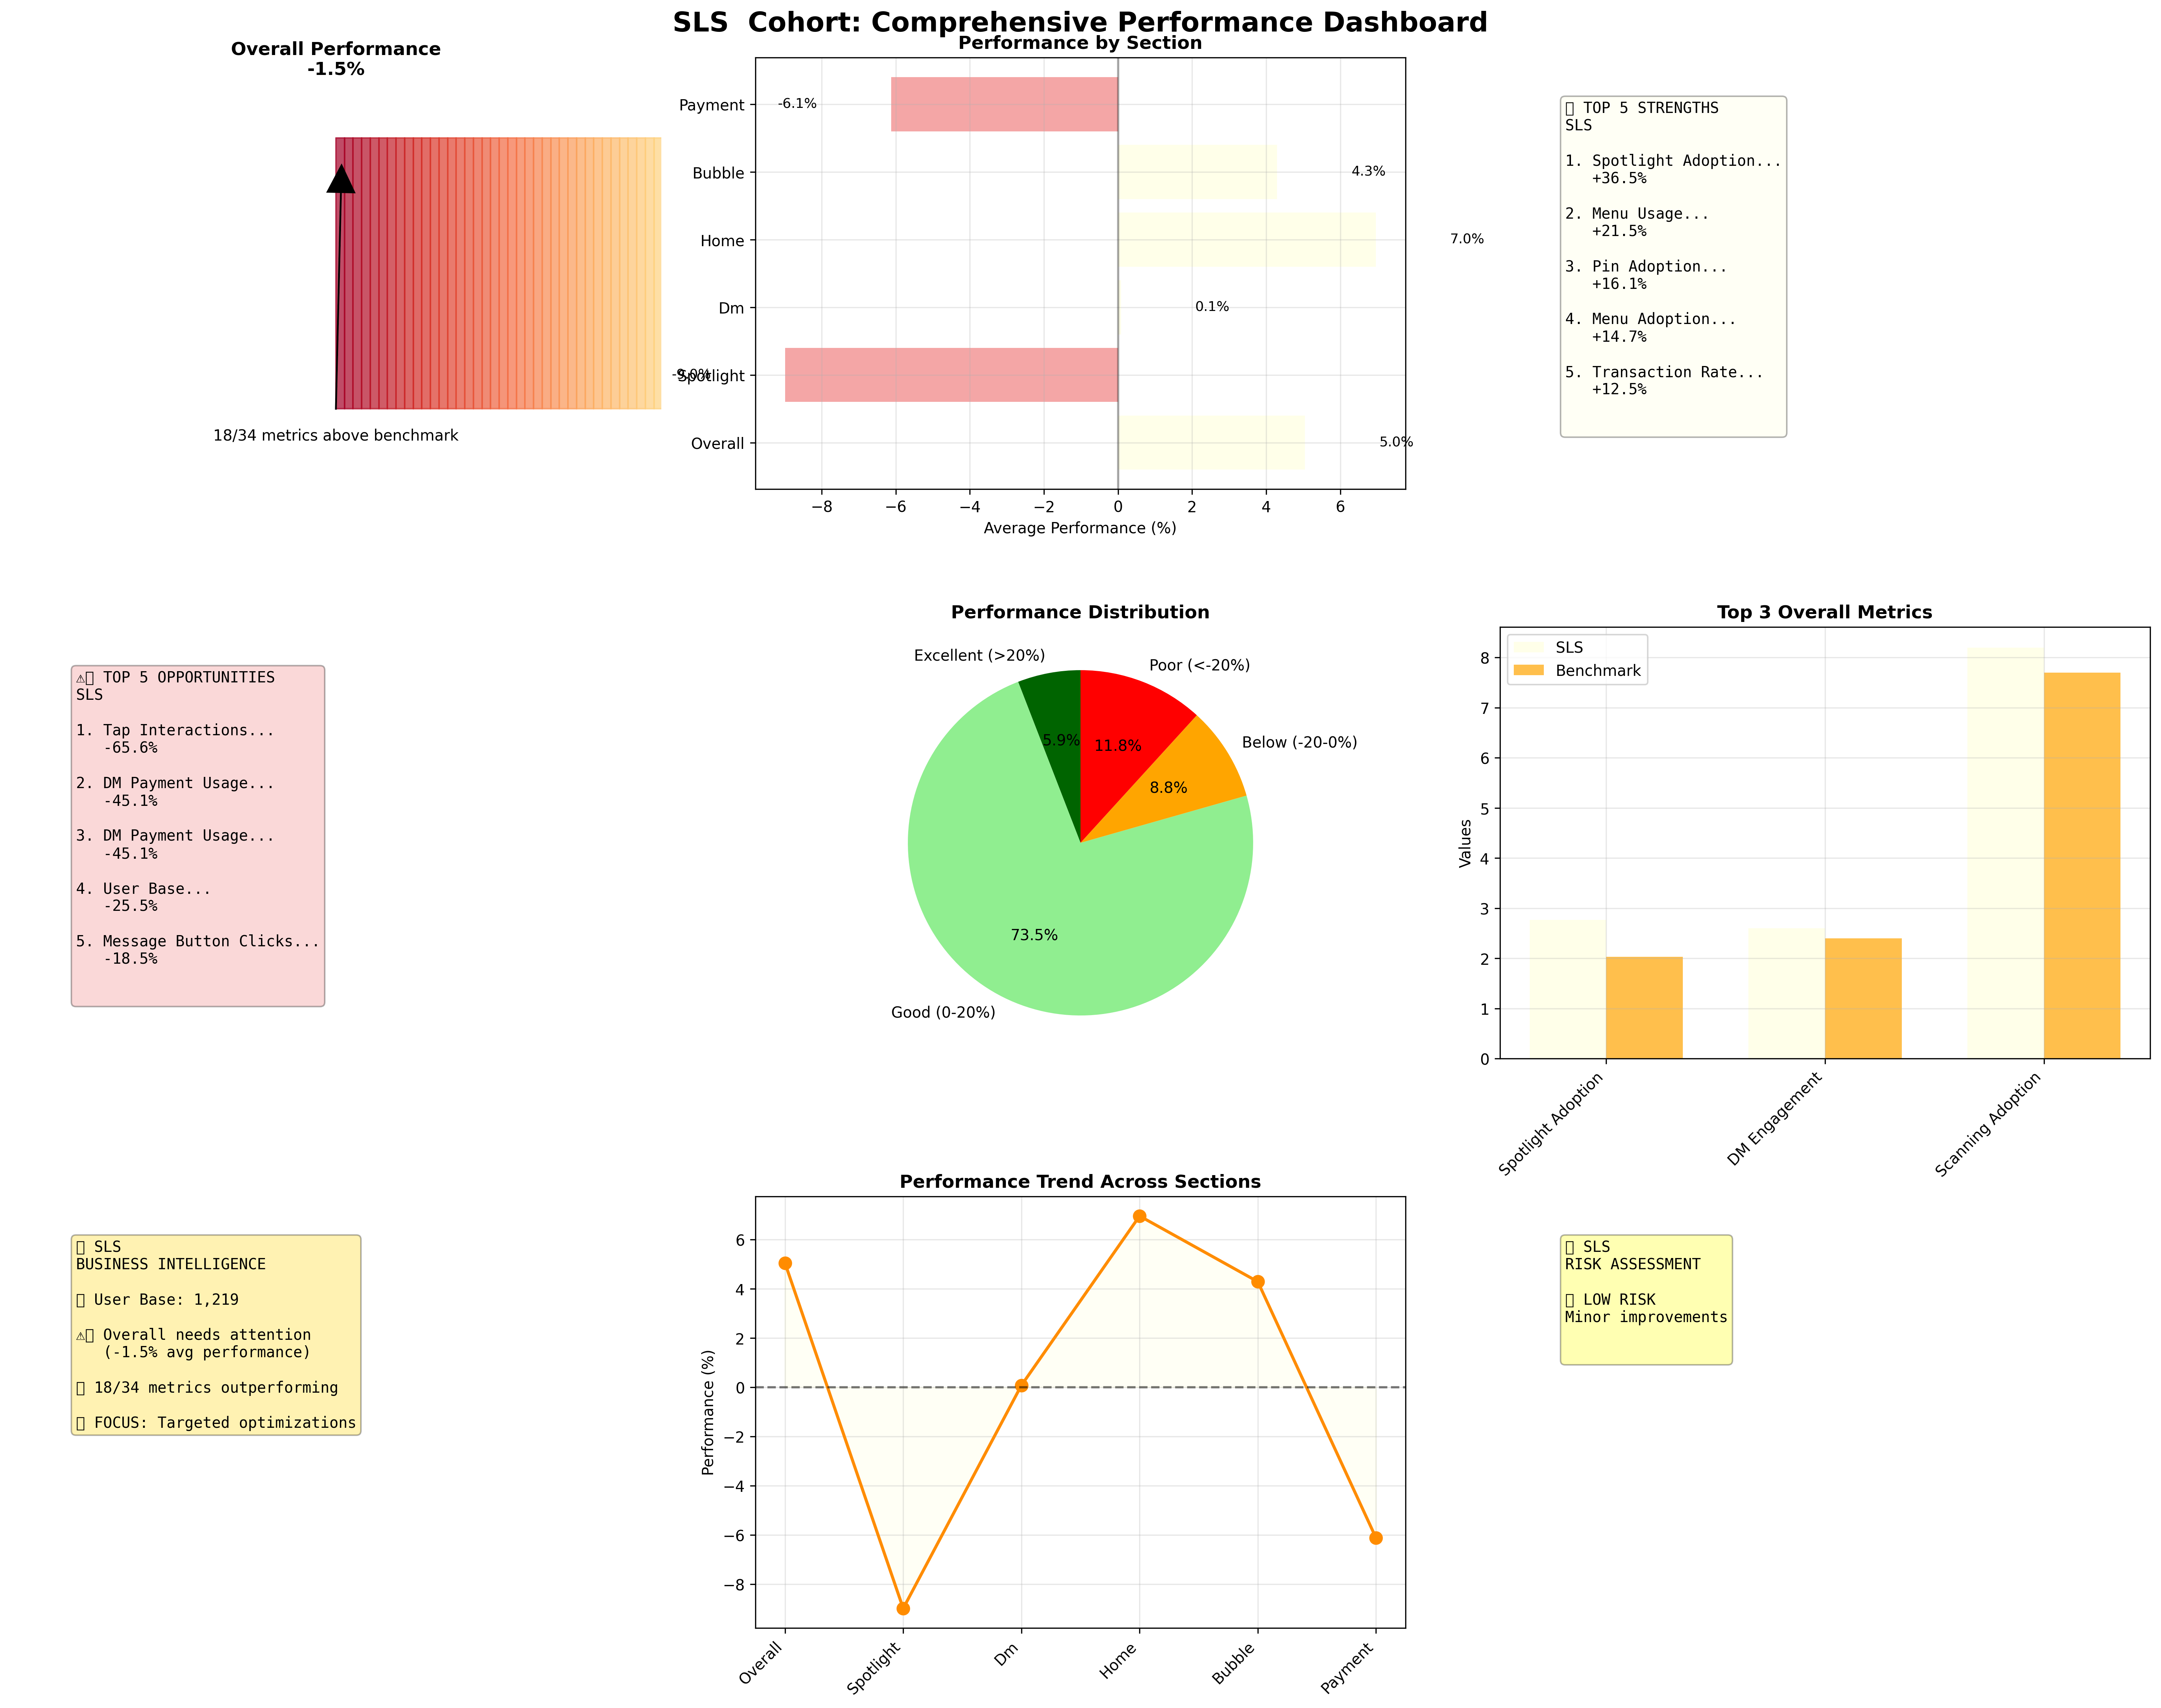 SLS  Cohort: Comprehensive Performance Dashboard
Overall Performance
-1.5%
18/34 metrics above benchmark
Performance by Section
Payment
-6.1%
Bubble
4.3%
Home
7.0%
Dm
0.1%
Spotlight
-9.0%
Overall
5.0%
−8 −6 −4 −2 0 2 4 6
Average Performance (%)
TOP 5 STRENGTHS
SLS
1. Spotlight Adoption...
+36.5%
2. Menu Usage...
+21.5%
3. Pin Adoption...
+16.1%
4. Menu Adoption...
+14.7%
5. Transaction Rate...
+12.5%
⚠ TOP 5 OPPORTUNITIES
SLS
1. Tap Interactions...
-65.6%
2. DM Payment Usage...
-45.1%
3. DM Payment Usage...
-45.1%
4. User Base...
-25.5%
5. Message Button Clicks...
-18.5%
Performance Distribution
Excellent (>20%)
5.9%
Poor (<-20%)
11.8%
Below (-20-0%)
8.8%
73.5%
Good (0-20%)
Top 3 Overall Metrics
SLS
Benchmark
8
7
6
5
4
3
2
1
0
Values
Spotlight Adoption
DM Engagement
Scanning Adoption
SLS
BUSINESS INTELLIGENCE
User Base: 1,219
⚠ Overall needs attention
(-1.5% avg performance)
18/34 metrics outperforming
FOCUS: Targeted optimizations
Performance Trend Across Sections
6
4
2
0
−2
−4
−6
−8
Performance (%)
Overall
Spotlight
Dm
Home
Bubble
Payment
SLS
RISK ASSESSMENT
LOW RISK
Minor improvements